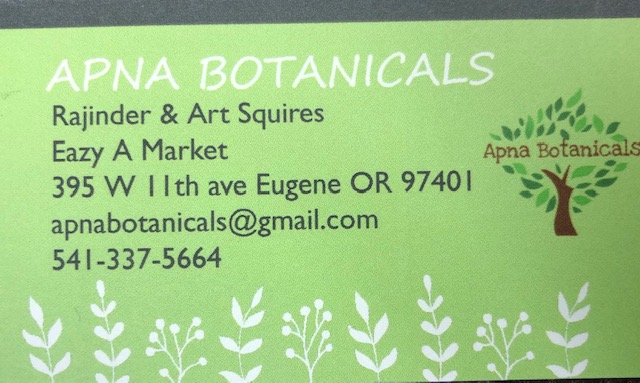 APNA BOTANICALS
Rajinder & Art Squires
Eazy A Market
395 W 11th ave Eugene OR 97401
apnabotanicals@gmail.com
541-337-5664
Apna Botanicals